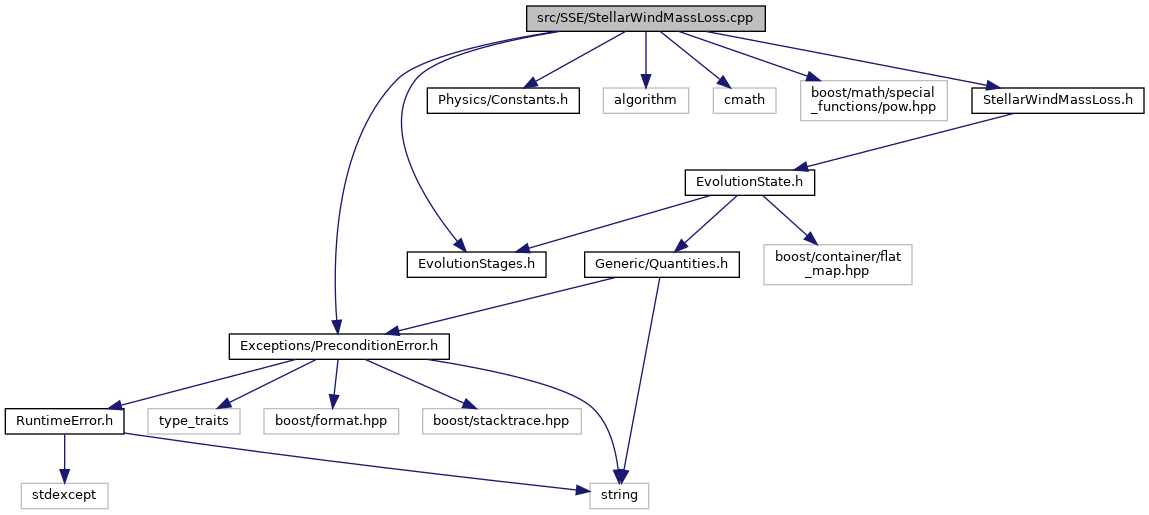 src/SSE/StellarWindMassLoss.cpp
Physics/Constants.h
algorithm
cmath
boost/math/special
_functions/pow.hpp
StellarWindMassLoss.h
EvolutionState.h
EvolutionStages.h
Generic/Quantities.h
boost/container/flat
_map.hpp
Exceptions/PreconditionError.h
RuntimeError.h
type_traits
boost/format.hpp
boost/stacktrace.hpp
stdexcept
string